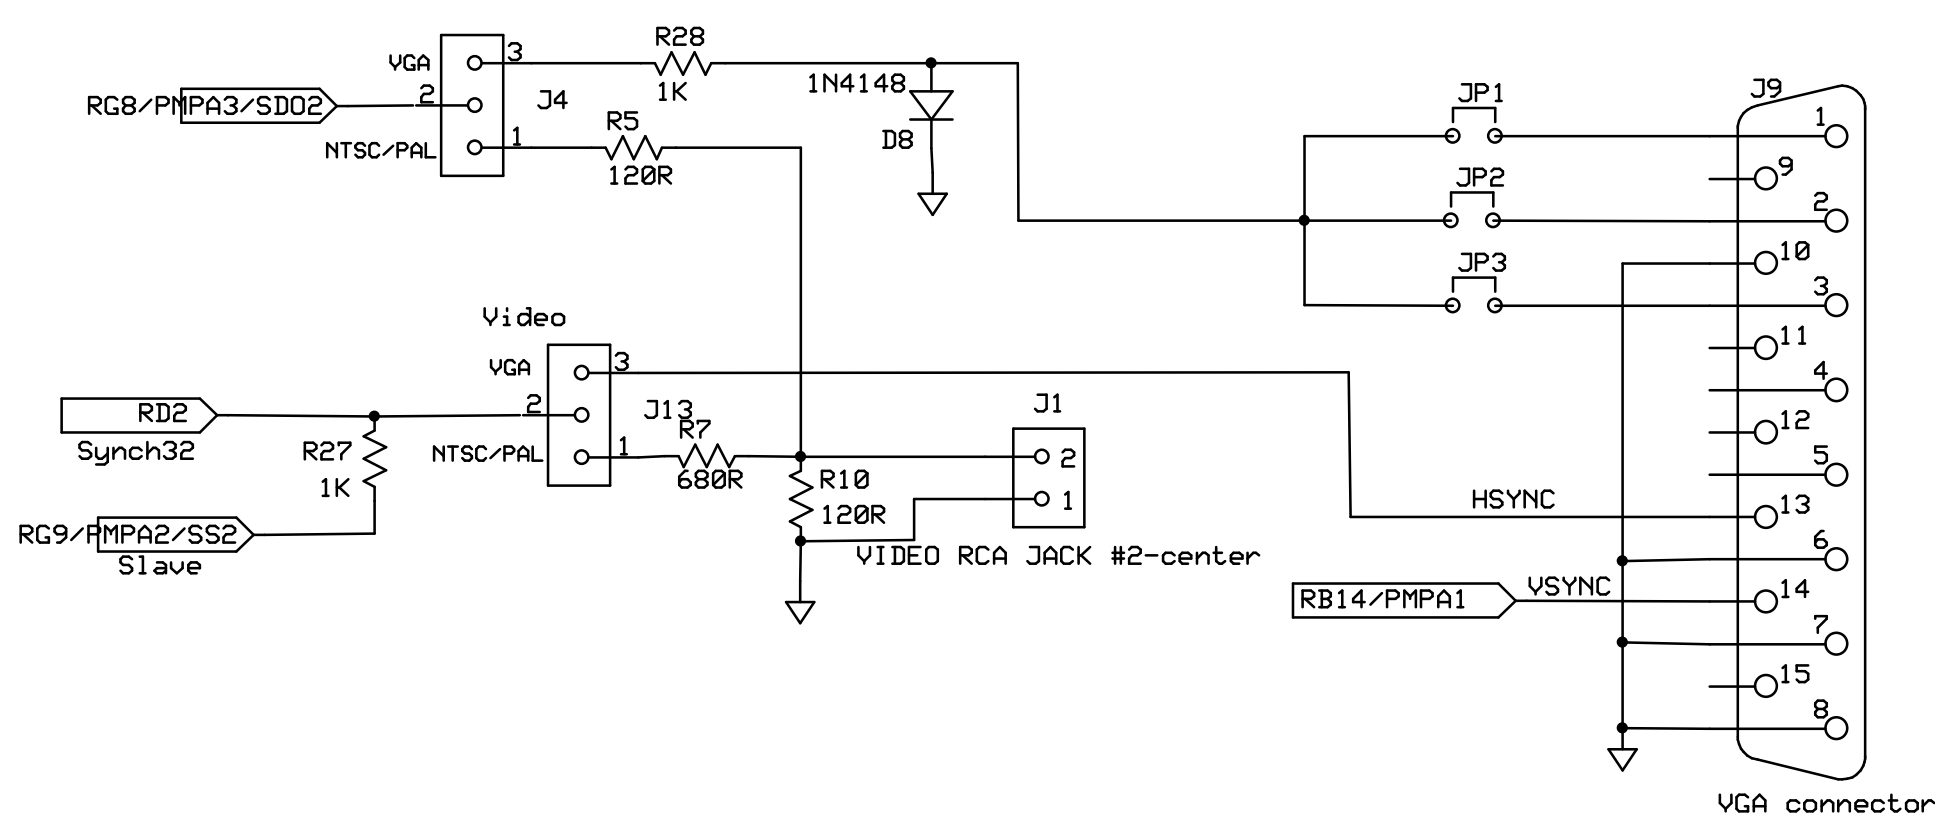 R28
VGA
3
1N4148
1K
RG8/PMPA3/SDO2
2
J4
D8
R5
NTSC/PAL
1
120R
JP1
JP2
JP3
J9
1
9
2
10
3
11
4
12
5
13
6
14
7
15
8
HSYNC
VSYNC
RB14/PMPA1
VGA connector
Video
VGA
3
RD2
2
J13
Synch32
R27
1K
NTSC/PAL
1
R7
680R
R10
120R
J1
2
1
RG9/PMPA2/SS2
Slave
VIDEO RCA JACK #2-center